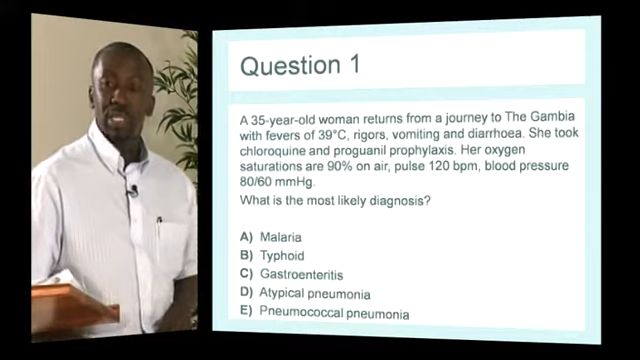 Question 1
A 35-year-old woman returns from a journey to The Gambia
with fevers of 39°C, rigors, vomiting and diarrhoea. She took
chloroquine and proguanil prophylaxis. Her oxygen
saturations are 90% on air, pulse 120 bpm, blood pressure
80/60 mmHg.
What is the most likely diagnosis?
A) Malaria
B) Typhoid
C) Gastroenteritis
D) Atypical pneumonia
E) Pneumococcal pneumonia